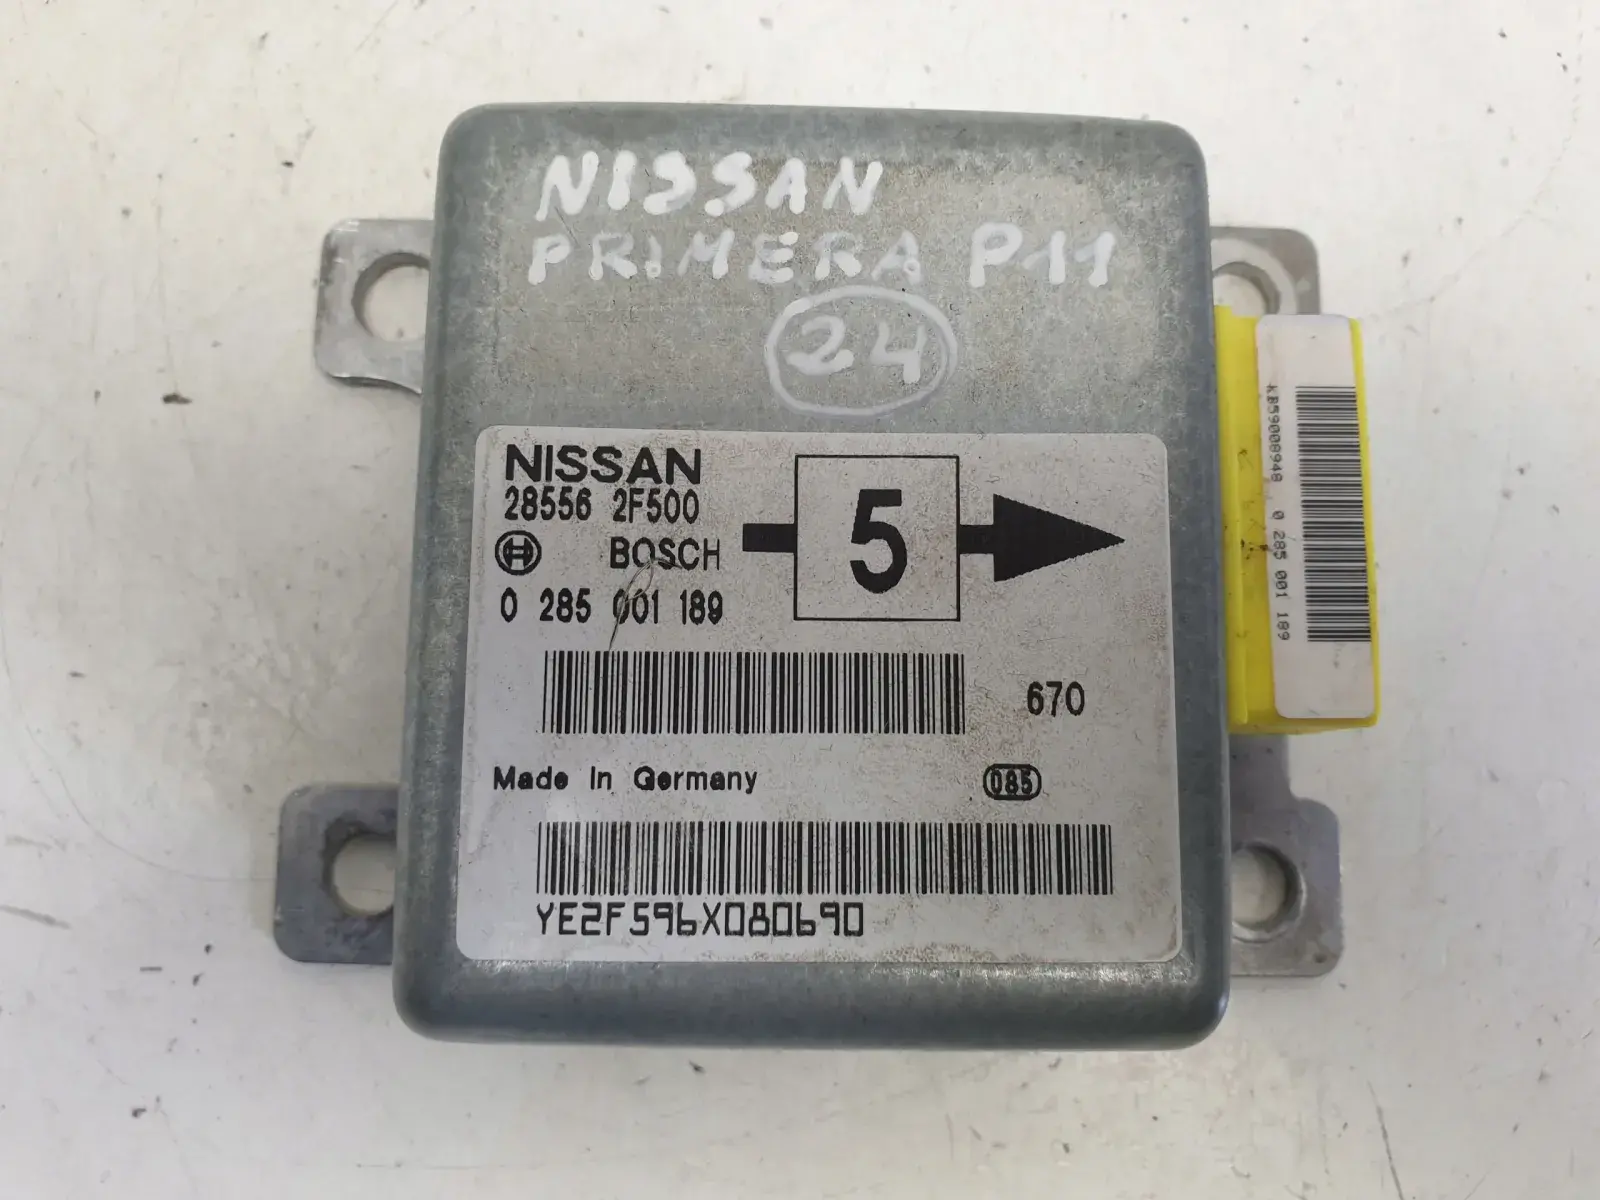 NISSAN
PRIMERA P11
24
NISSAN
28556 2F500
BOSCH
0 285 001 189
5
670
Made In Germany
085
YE2F596X080690
KB59008948 0 285 001 189